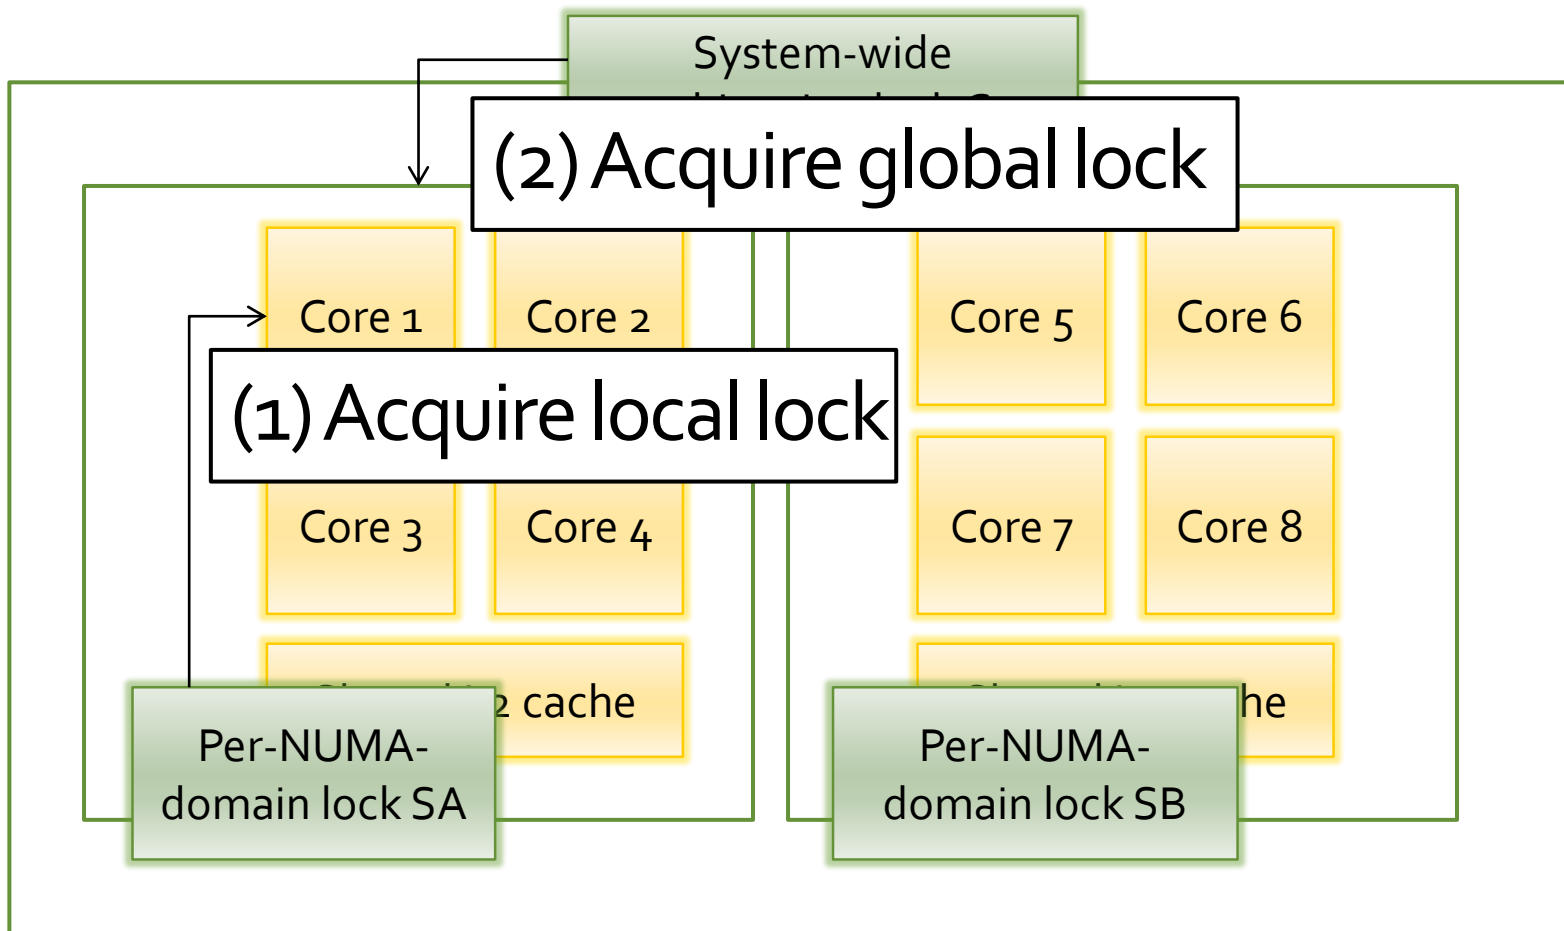 System-wide
(2) Acquire global lock
Core 1
Core 2
Core 5
Core 6
(1) Acquire local lock
Core 3
Core 4
Core 7
Core 8
2 cache
Per-NUMA-
domain lock SA
Per-NUMA-
domain lock SB